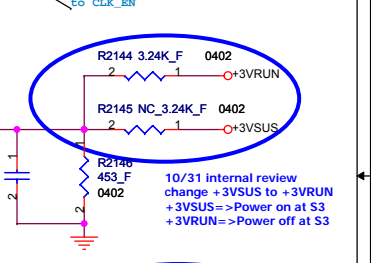 to CLK_EN
R2144 3.24K_F 0402
2 1 +3VRUN
R2145 NC_3.24K_F 0402
2 1 +3VSUS
1
2
1
2
R2146
453_F
0402
10/31 internal review
change +3VSUS to +3VRUN
+3VSUS=>Power on at S3
+3VRUN=>Power off at S3